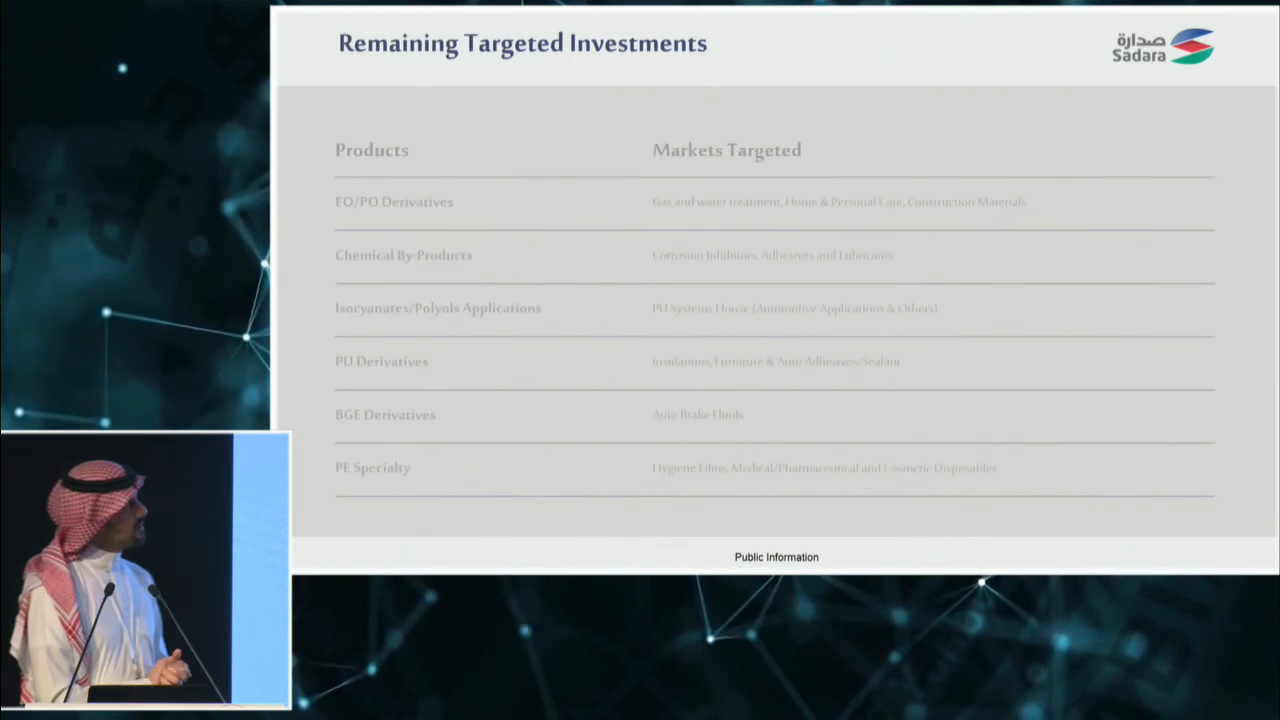 Remaining Targeted Investments
صدارة
Sadara
Products Markets Targeted
EO/PO Derivatives Gas and water treatment, Home & Personal Care, Construction Materials
Chemical By-Products Corrosion Inhibitors, Adhesives and Lubricants
Isocyanates/Polyols Applications PU Systems House (Automotive Applications & Others)
PU Derivatives Insulations, Furniture & Auto Adhesives/Sealant
BGE Derivatives Auto Brake Fluids
PE Specialty Hygiene Films, Medical/Pharmaceutical and Cosmetic Disposables
Public Information